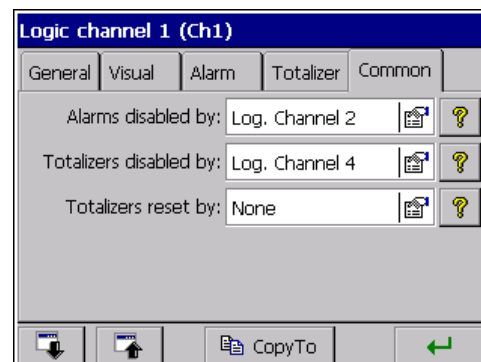 Logic channel 1 (Ch1)
General Visual Alarm Totalizer Common
Alarms disabled by: Log. Channel 2 ?
Totalizers disabled by: Log. Channel 4 ?
Totalizers reset by: None ?
CopyTo